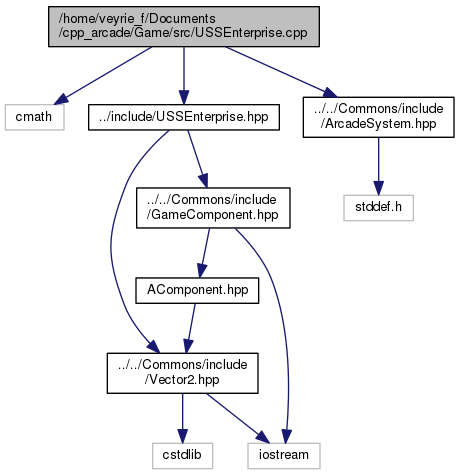 /home/veyrie_f/Documents
/cpp_arcade/Game/src/USSEnterprise.cpp
cmath
../include/USSEnterprise.hpp
../../Commons/include
/ArcadeSystem.hpp
../../Commons/include
/GameComponent.hpp
stddef.h
AComponent.hpp
../../Commons/include
/Vector2.hpp
cstdlib
iostream